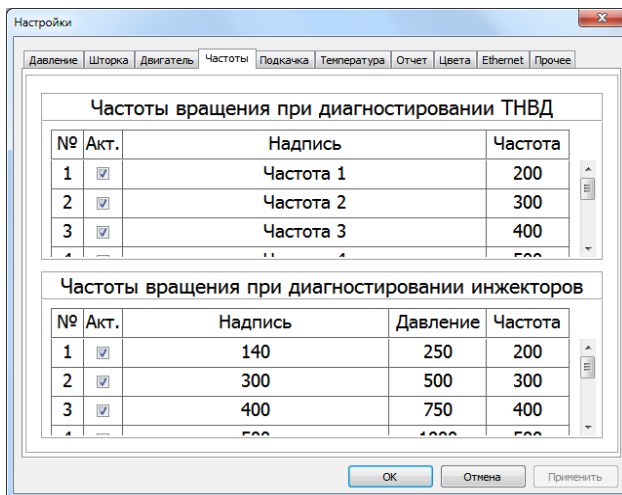 Настройки
Давление Шторка Двигатель Частоты Подкачка Температура Отчет Цвета Ethernet Прочее
Частоты вращения при диагностировании ТНВД
№ Акт. Надпись Частота
1 Частота 1 200
2 Частота 2 300
3 Частота 3 400
Частоты вращения при диагностировании инжекторов
№ Акт. Надпись Давление Частота
1 140 250 200
2 300 500 300
3 400 750 400
OK Отмена Применить